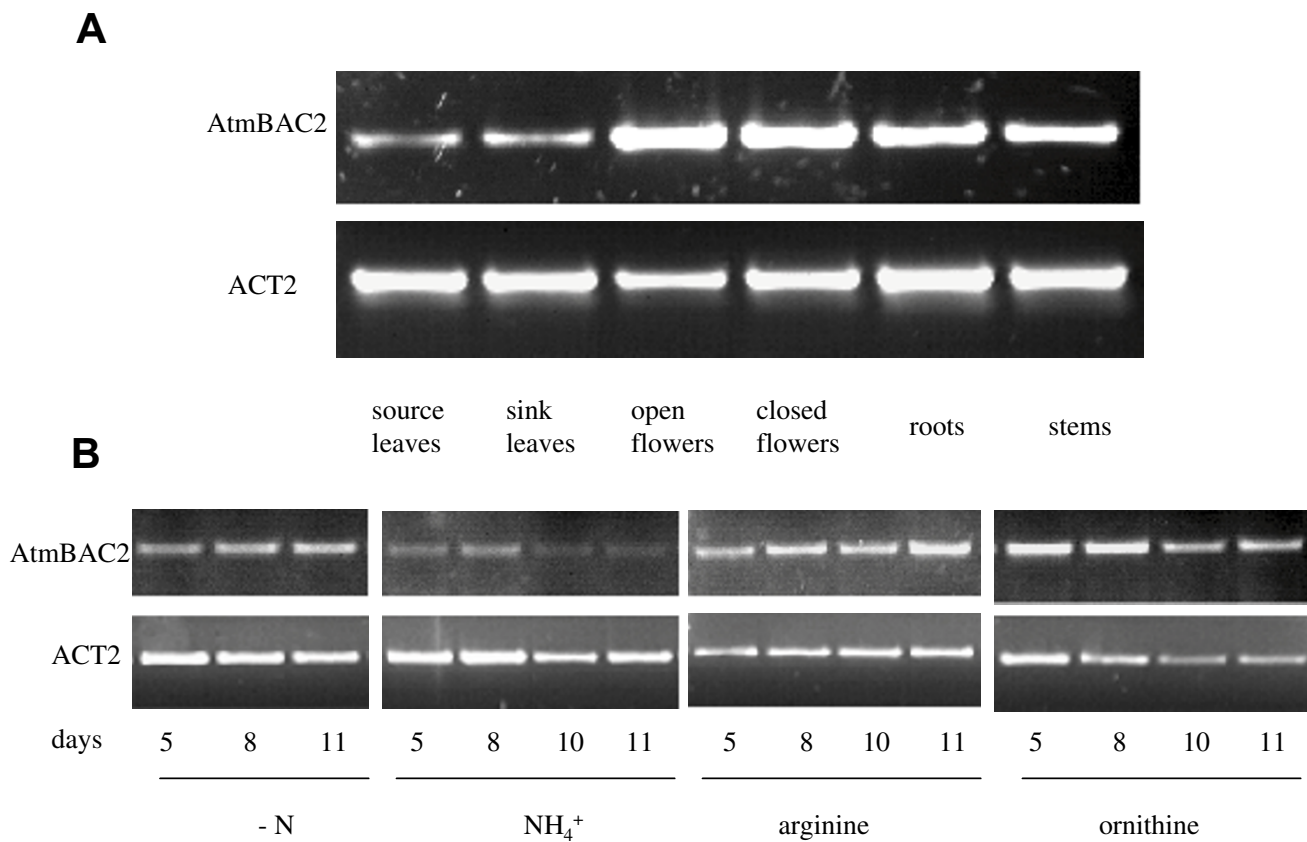 A
AtmBAC2
ACT2
source leaves
sink leaves
open flowers
closed flowers
roots
stems
B
AtmBAC2
ACT2
days 5 8 11 5 8 10 11 5 8 10 11 5 8 10 11
- N NH₄⁺ arginine ornithine